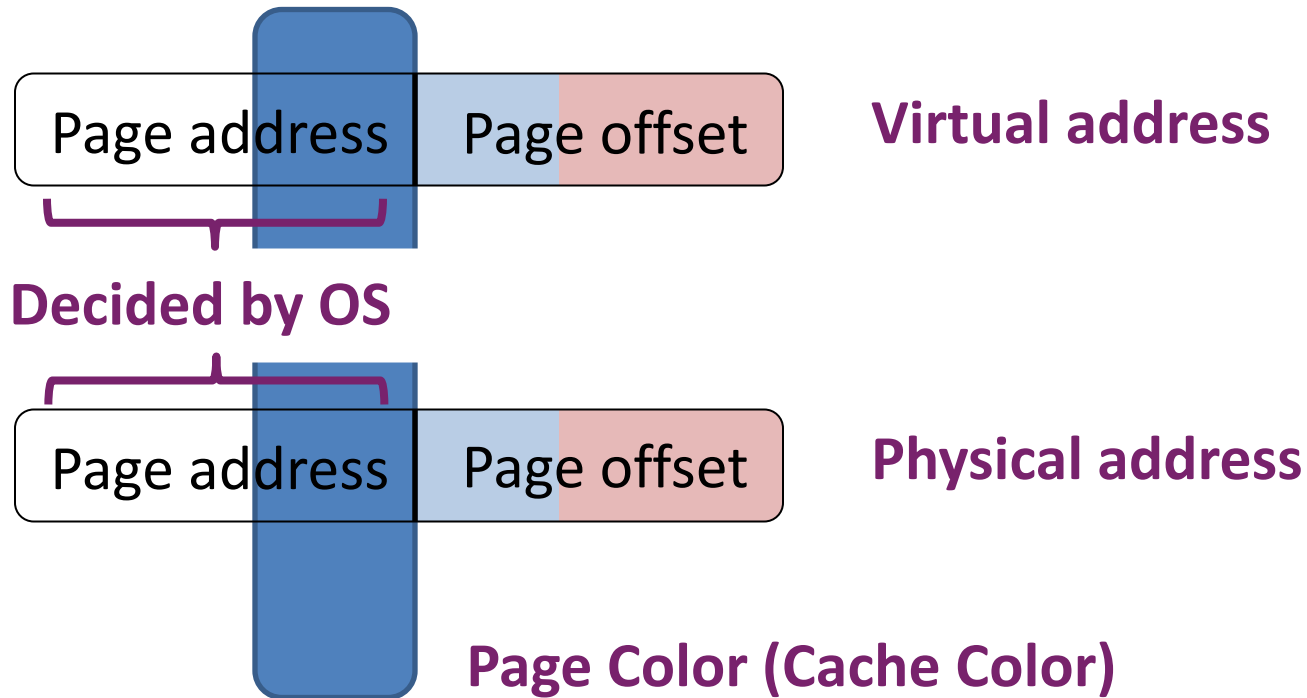 Page address Page offset Virtual address
Decided by OS
Page address Page offset Physical address
Page Color (Cache Color)